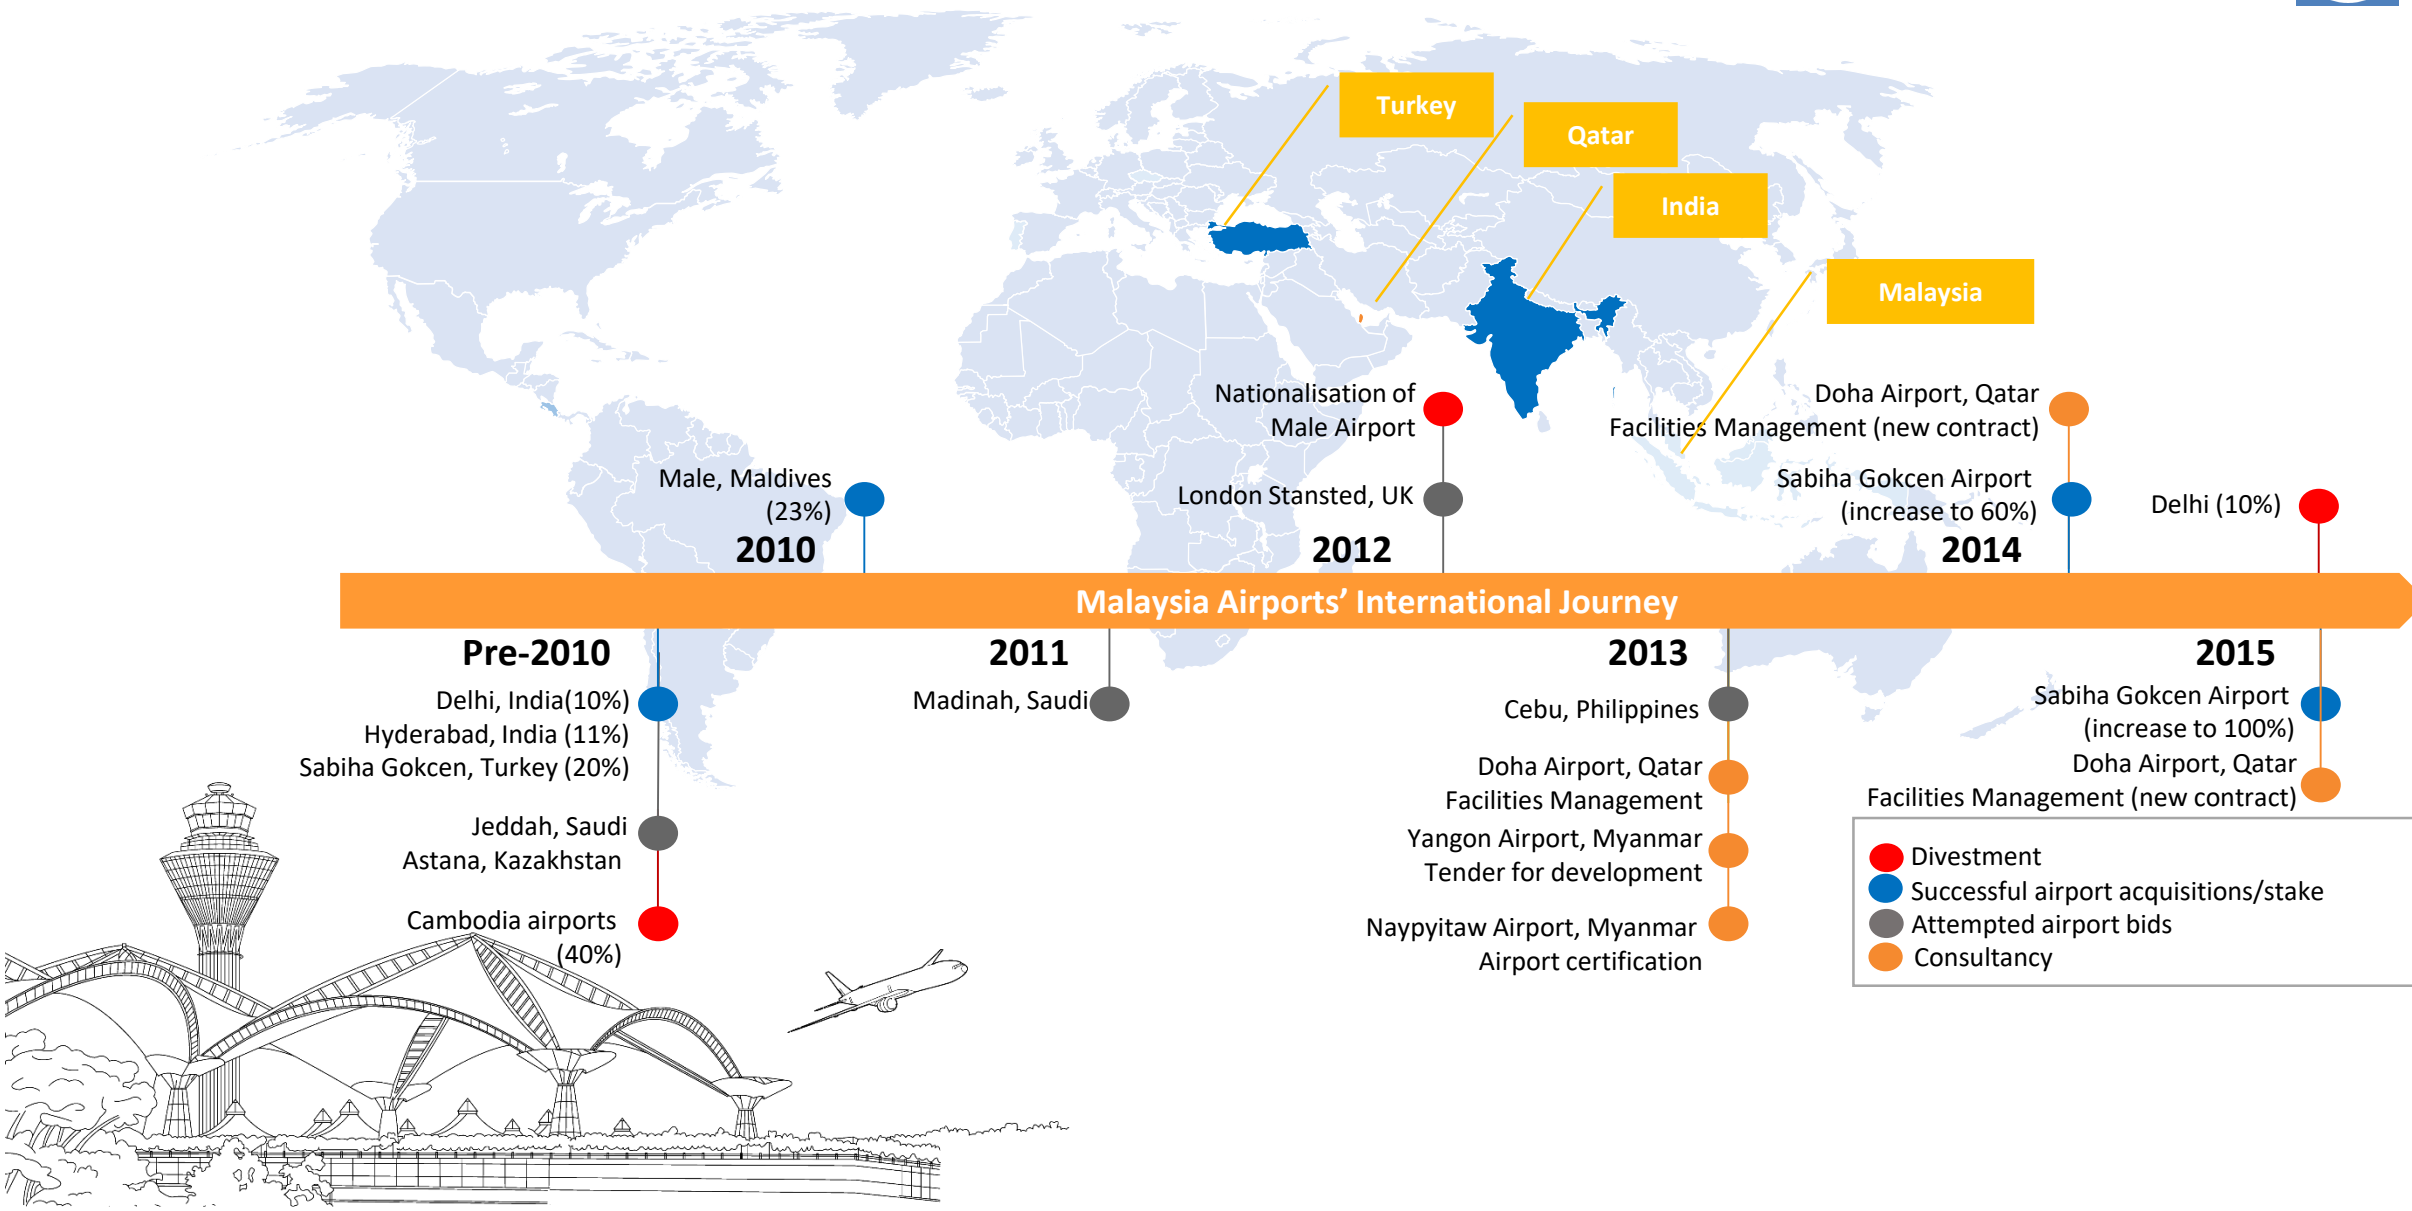 Turkey
Qatar
India
Malaysia
Nationalisation of
Male Airport
Doha Airport, Qatar
Facilities Management (new contract)
Male, Maldives
(23%)
London Stansted, UK
Sabiha Gokcen Airport
(increase to 60%)
Delhi (10%)
2010
2012
2014
Malaysia Airports’ International Journey
Pre-2010
2011
2013
2015
Delhi, India(10%)
Hyderabad, India (11%)
Sabiha Gokcen, Turkey (20%)
Jeddah, Saudi
Astana, Kazakhstan
Cambodia airports
(40%)
Madinah, Saudi
Cebu, Philippines
Doha Airport, Qatar
Facilities Management
Yangon Airport, Myanmar
Tender for development
Naypyitaw Airport, Myanmar
Airport certification
Sabiha Gokcen Airport
(increase to 100%)
Doha Airport, Qatar
Facilities Management (new contract)
Divestment
Successful airport acquisitions/stake
Attempted airport bids
Consultancy